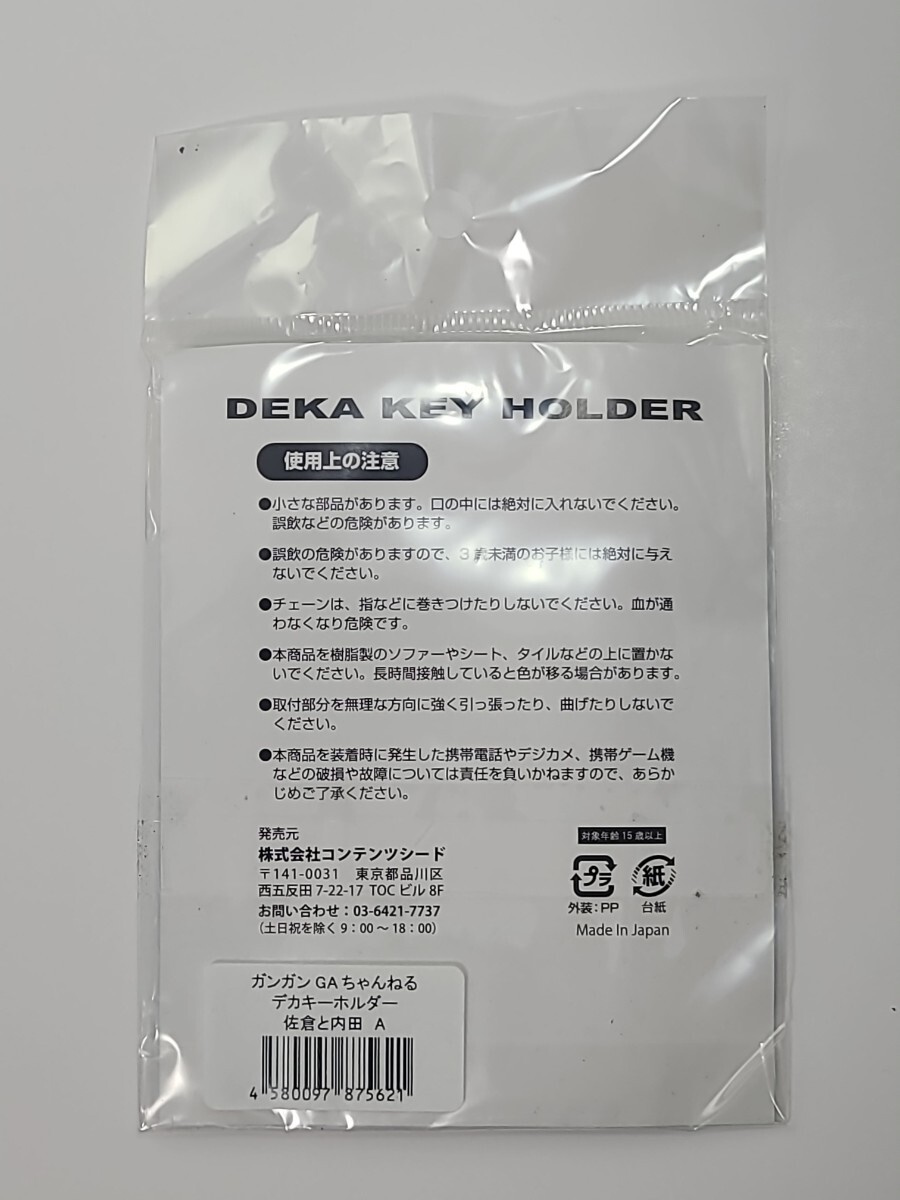 DEKA KEY HOLDER
使用上の注意
●小さな部品があります。口の中には絶対に入れないでください。
誤飲などの危険があります。
●誤飲の危険がありますので、3歳未満のお子様には絶対に与え
ないでください。
●チェーンは、指などに巻きつけたりしないでください。血が通
わなくなり危険です。
●本商品を樹脂製のソファーやシート、タイルなどの上に置かな
いでください。長時間接触していると色が移る場合があります。
●取付部分を無理な方向に強く引っ張ったり、曲げたりしないで
ください。
●本商品を装着時に発生した携帯電話やデジカメ、携帯ゲーム機
などの破損や故障については責任を負いかねますので、あらか
じめご了承ください。
発売元
株式会社コンテンツシード
〒141-0031 東京都品川区
西五反田 7-22-17 TOC ビル 8F
お問い合わせ:03-6421-7737
(土日祝を除く 9:00~18:00)
対象年齢 15 歳以上
プラ 紙
外装:PP 台紙
Made In Japan
ガンガン GA ちゃんねる
デカキーホルダー
佐倉と内田 A
4 580097 875621